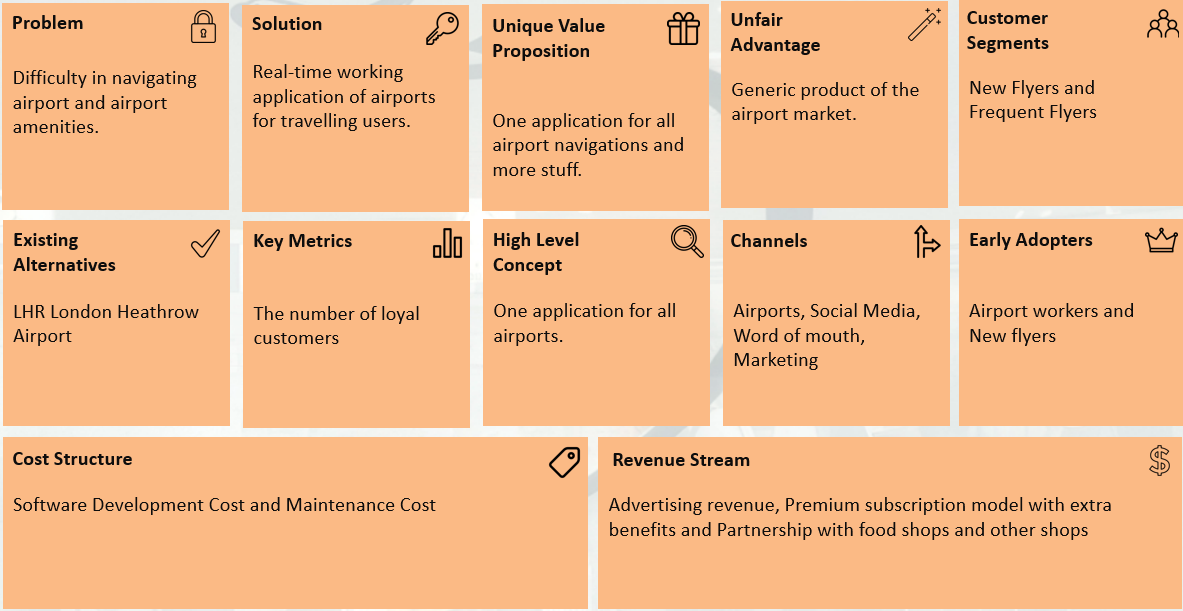 Problem
Difficulty in navigating
airport and airport
amenities.
Solution
Real-time working
application of airports
for travelling users.
Unique Value
Proposition
One application for all
airport navigations and
more stuff.
Unfair
Advantage
Generic product of the
airport market.
Customer
Segments
New Flyers and
Frequent Flyers
Existing
Alternatives
LHR London Heathrow
Airport
Key Metrics
The number of loyal
customers
High Level
Concept
One application for all
airports.
Channels
Airports, Social Media,
Word of mouth,
Marketing
Early Adopters
Airport workers and
New flyers
Cost Structure
Software Development Cost and Maintenance Cost
Revenue Stream
Advertising revenue, Premium subscription model with extra
benefits and Partnership with food shops and other shops